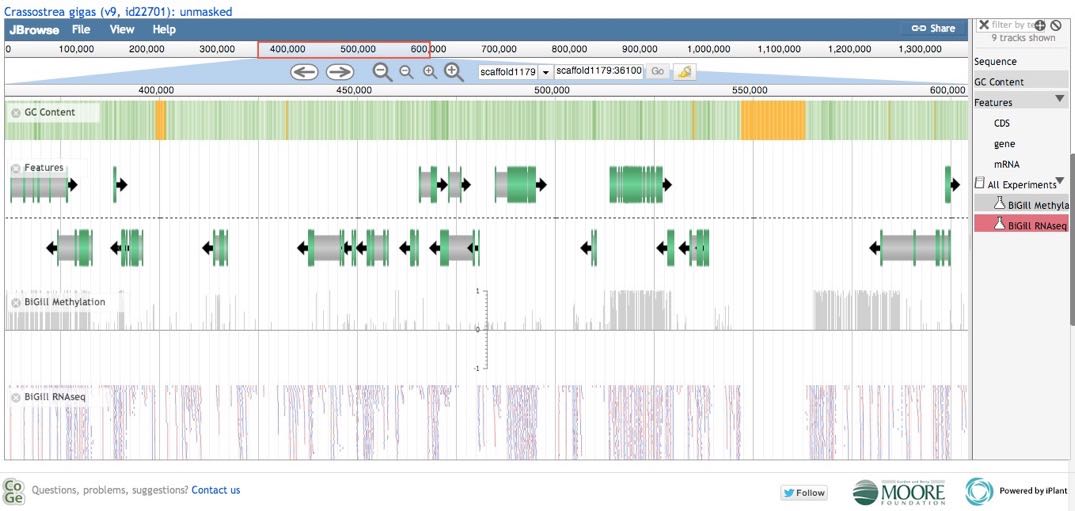 Crassostrea gigas (v9, id22701): unmasked
JBrowse File View Help Share
filter by te
9 tracks shown
0 100,000 200,000 300,000 400,000 500,000 600,000 700,000 800,000 900,000 1,000,000 1,100,000 1,200,000 1,300,000
scaffold1179 scaffold1179:36100 Go
400,000 450,000 500,000 550,000 600,000
Sequence
GC Content
Features
CDS
gene
mRNA
All Experiments
BiGill Methyla
BiGill RNAseq
GC Content
Features
BiGill Methylation
1
0
-1
BiGill RNAseq
CoGe
Questions, problems, suggestions? Contact us
Follow
MOORE
FOUNDATION
Powered by iPlant